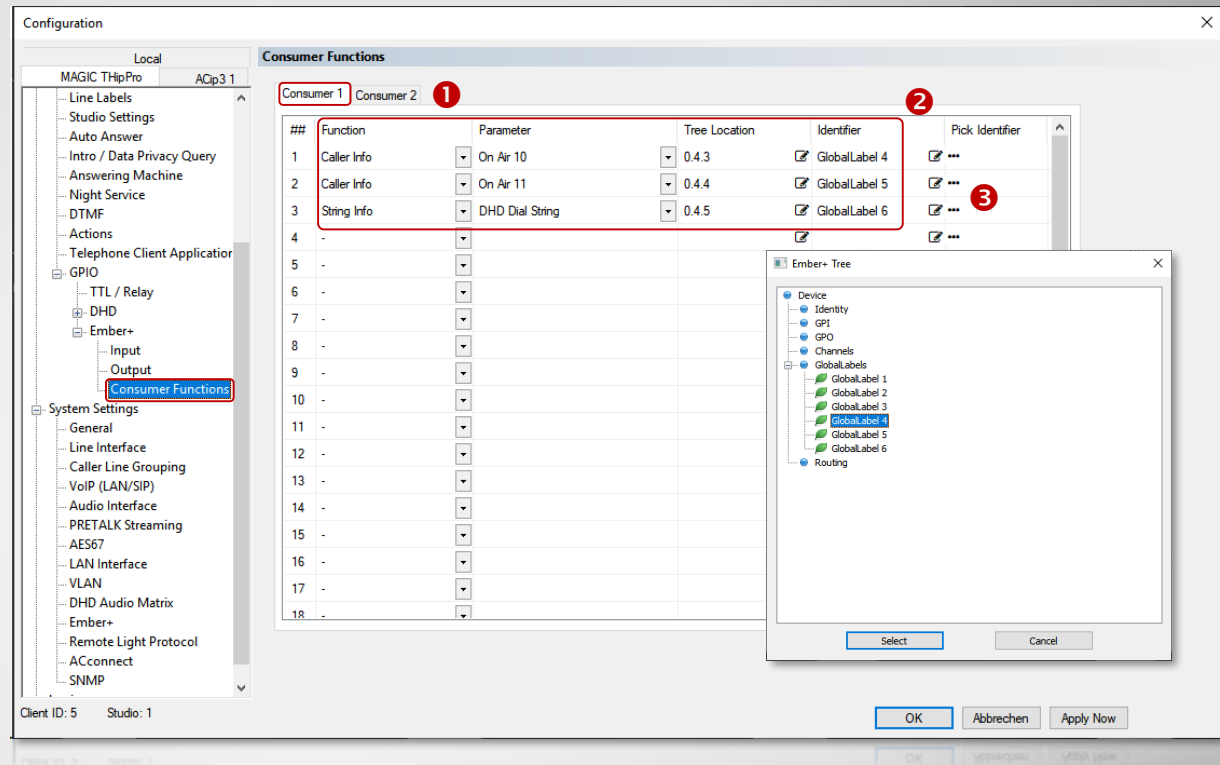 Configuration
Local
MAGIC THipPro
ACip3 1
Line Labels
Studio Settings
Auto Answer
Intro / Data Privacy Query
Answering Machine
Night Service
DTMF
Actions
Telephone Client Application
GPIO
TTL / Relay
DHD
Ember+
Input
Output
Consumer Functions
System Settings
General
Line Interface
Caller Line Grouping
VoIP (LAN/SIP)
Audio Interface
PRETALK Streaming
AES67
LAN Interface
VLAN
DHD Audio Matrix
Ember+
Remote Light Protocol
ACconnect
SNMP
Client ID: 5 Studio: 1
Consumer Functions
Consumer 1 Consumer 2 1
2
## Function Parameter Tree Location Identifier Pick Identifier
1 Caller Info On Air 10 0.4.3 GlobalLabel 4 •••
2 Caller Info On Air 11 0.4.4 GlobalLabel 5 •••
3 String Info DHD Dial String 0.4.5 GlobalLabel 6 •••
3
4 - •••
5 -
6 -
7 -
8 -
9 -
10 -
11 -
12 -
13 -
14 -
15 -
16 -
17 -
18 -
Ember+ Tree
Device
Identity
GPI
GPO
Channels
GlobalLabels
GlobalLabel 1
GlobalLabel 2
GlobalLabel 3
GlobalLabel 4
GlobalLabel 5
GlobalLabel 6
Routing
Select Cancel
OK Abbrechen Apply Now